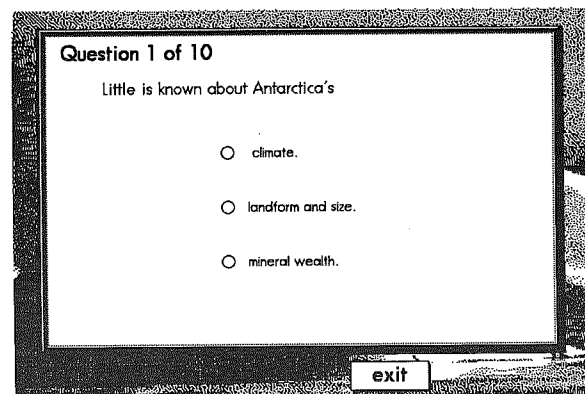 Question 1 of 10
Little is known about Antarctica's
climate.
landform and size.
mineral wealth.
exit